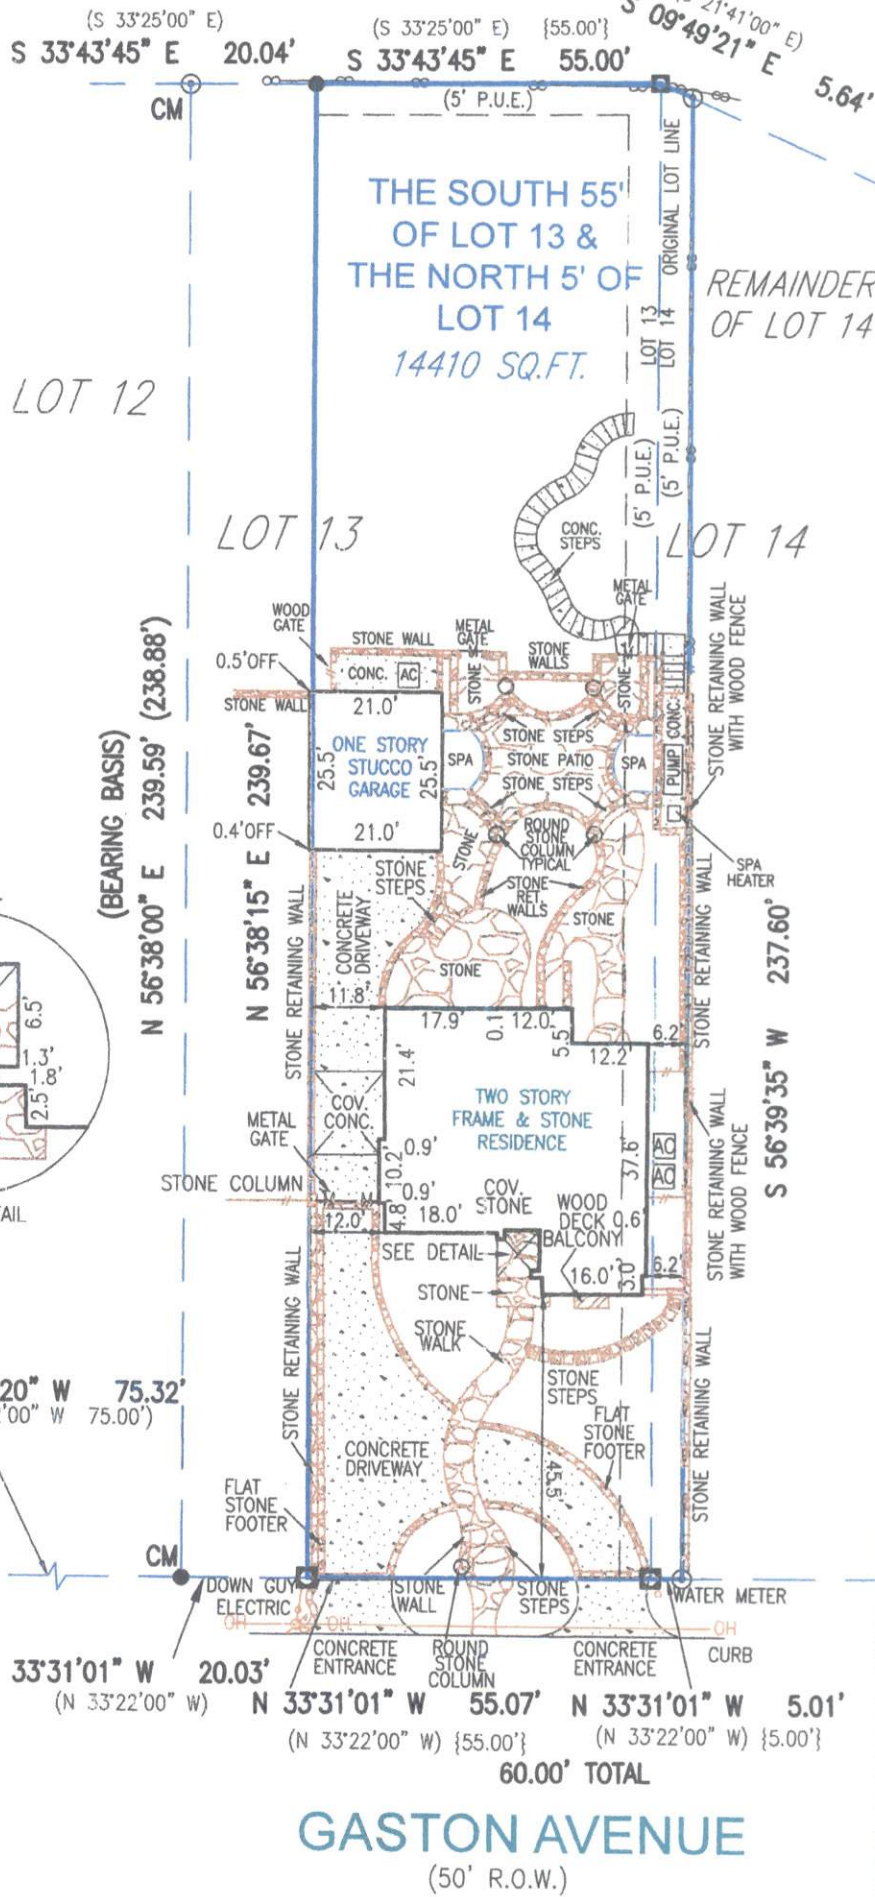 (S 33°25'00" E)
S 33°43'45" E 20.04'
(S 33°25'00" E) {55.00'}
S 33°43'45" E 55.00'
21'41'00" E)
S 09°49'21" E 5.64'
CM
(5' P.U.E.)
THE SOUTH 55'
OF LOT 13 &
THE NORTH 5' OF
LOT 14
14410 SQ.FT.
ORIGINAL LOT LINE
LOT 13
LOT 14
REMAINDER
OF LOT 14
LOT 12
(5' P.U.E.)
(5' P.U.E.)
LOT 13
LOT 14
CONC.
STEPS
METAL
GATE
WOOD
GATE
STONE WALL
METAL
GATE
STONE
WALLS
0.5'OFF
CONC.
AC
STONE
STONE
STONE WALL
21.0'
ONE STORY
STUCCO
GARAGE
25.5'
25.5'
21.0'
0.4'OFF
SPA
STONE STEPS
STONE PATIO
STONE STEPS
SPA
PUMP
CONC.
STONE RETAINING WALL
WITH WOOD FENCE
ROUND
STONE
COLUMN
TYPICAL
STONE
STONE
RET.
WALLS
STONE
STONE
STEPS
SPA
HEATER
(BEARING BASIS)
N 56°38'00" E 239.59' (238.88')
N 56°38'15" E 239.67'
STONE RETAINING WALL
CONCRETE
DRIVEWAY
STONE
STONE RETAINING WALL
S 56°39'35" W 237.60'
11.8'
17.9'
0.1
12.0'
5.5
12.2'
6.2'
6.5'
1.3'
1.8'
2.5'
AIL
21.4'
TWO STORY
FRAME & STONE
RESIDENCE
COV.
CONC.
METAL
GATE
0.9'
10.2'
0.9'
37.6'
AC
AC
STONE RETAINING WALL
WITH WOOD FENCE
STONE COLUMN
12.0'
4.8'
18.0'
COV.
STONE
WOOD
DECK
BALCONY
0.6'
SEE DETAIL
16.0'
3.0'
6.2'
STONE
STONE
WALK
STONE RETAINING WALL
STONE
STEPS
FLAT
STONE
FOOTER
STONE RETAINING WALL
20" W 75.32'
00" W 75.00')
CONCRETE
DRIVEWAY
45.5
FLAT
STONE
FOOTER
CM
DOWN GUY
ELECTRIC
STONE
WALL
STONE
STEPS
WATER METER
OH
OH
OH
CONCRETE
ENTRANCE
ROUND
STONE
COLUMN
CONCRETE
ENTRANCE
CURB
33°31'01" W 20.03'
(N 33°22'00" W)
N 33°31'01" W 55.07'
(N 33°22'00" W) {55.00'}
N 33°31'01" W 5.01'
(N 33°22'00" W) {5.00'}
60.00' TOTAL
GASTON AVENUE
(50' R.O.W.)